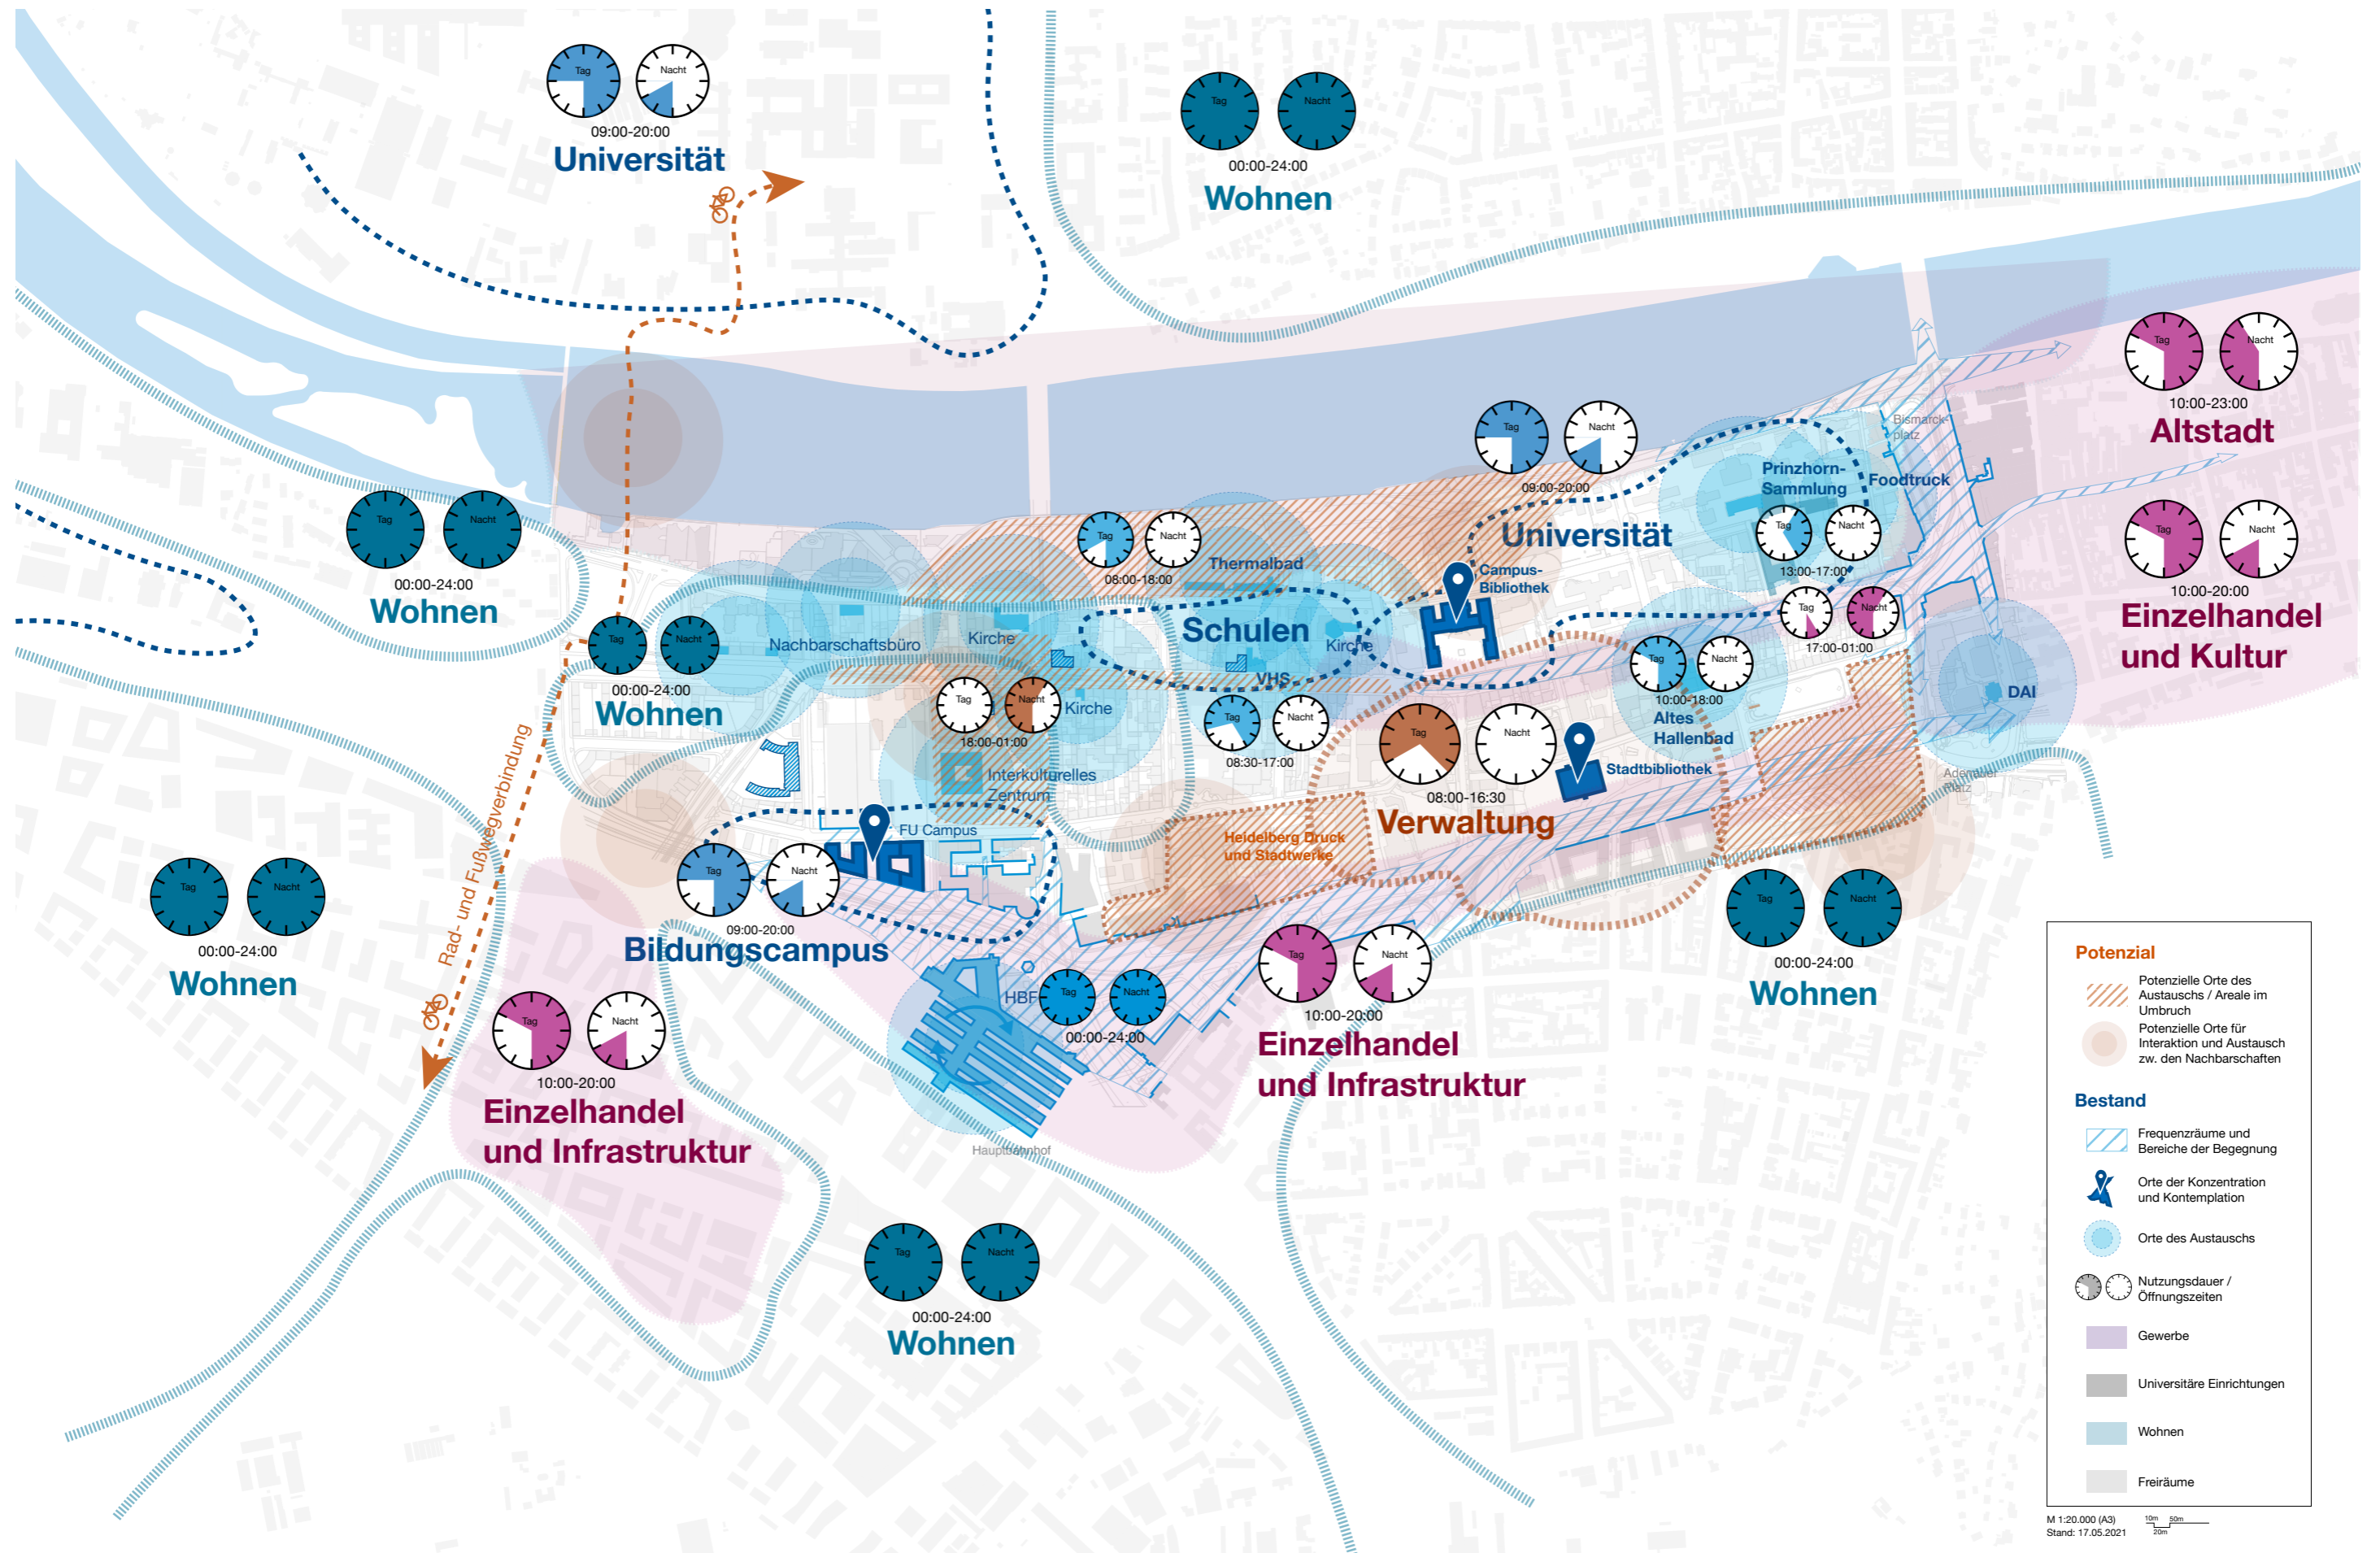 Tag
Nacht
09:00-20:00
Universität
Tag
Nacht
00:00-24:00
Wohnen
Tag
Nacht
10:00-23:00
Altstadt
Tag
Nacht
10:00-20:00
Einzelhandel
und Kultur
Bismarck-
platz
Tag
Nacht
09:00-20:00
Universität
Prinzhorn-
Sammlung
Foodtruck
Tag
Nacht
13:00-17:00
Tag
Nacht
17:00-01:00
Tag
Nacht
00:00-24:00
Wohnen
Tag
Nacht
08:00-18:00
Thermalbad
Campus-
Bibliothek
Schulen
Kirche
Kirche
Nachbarschaftsbüro
Tag
Nacht
00:00-24:00
Wohnen
VHS
Kirche
Tag
Nacht
18:00-01:00
Tag
Nacht
08:30-17:00
Tag
Nacht
10:00-18:00
Altes
Hallenbad
DAI
Tag
Nacht
08:00-16:30
Verwaltung
Stadtbibliothek
Adenauer
Platz
Interkulturelles
Zentrum
Heidelberg Druck
und Stadtwerke
FU Campus
Rad- und Fußwegverbindung
Tag
Nacht
00:00-24:00
Wohnen
Tag
Nacht
09:00-20:00
Bildungscampus
HBF
Tag
Nacht
00:00-24:00
Tag
Nacht
10:00-20:00
Einzelhandel
und Infrastruktur
Tag
Nacht
00:00-24:00
Wohnen
Tag
Nacht
10:00-20:00
Einzelhandel
und Infrastruktur
Hauptbahnhof
Tag
Nacht
00:00-24:00
Wohnen
Potenzial
Potenzielle Orte des
Austauschs / Areale im
Umbruch
Potenzielle Orte für
Interaktion und Austausch
zw. den Nachbarschaften
Bestand
Frequenzräume und
Bereiche der Begegnung
Orte der Konzentration
und Kontemplation
Orte des Austauschs
Nutzungsdauer /
Öffnungszeiten
Gewerbe
Universitäre Einrichtungen
Wohnen
Freiräume
M 1:20.000 (A3)
Stand: 17.05.2021
10m 50m
20m